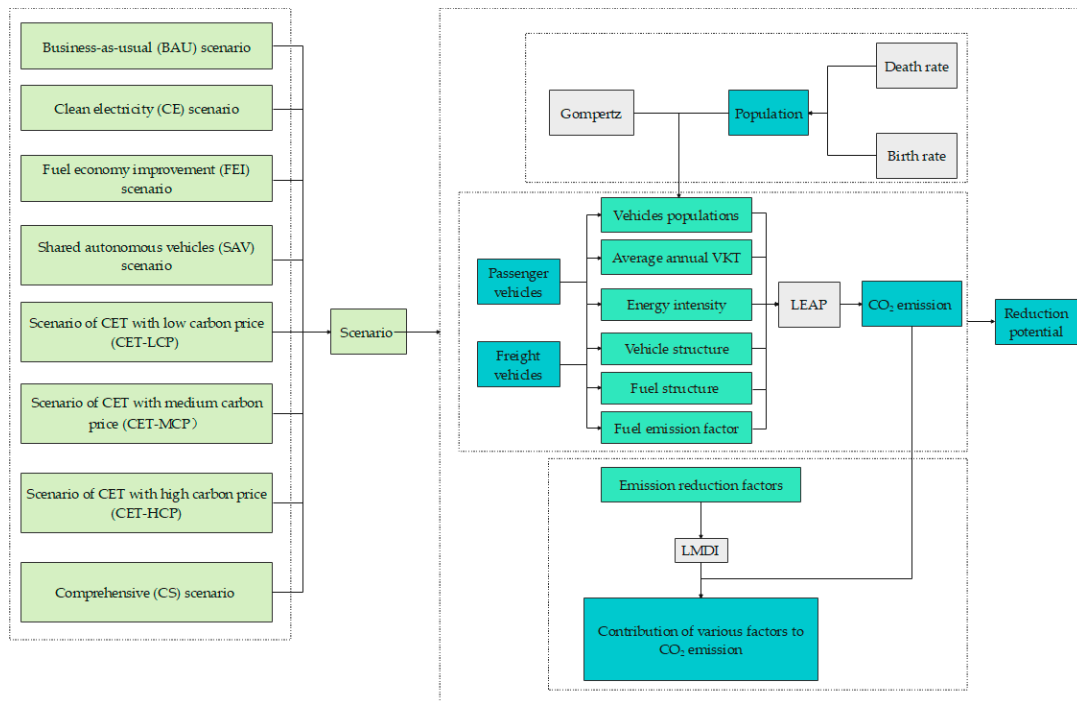 Business-as-usual (BAU) scenario
Clean electricity (CE) scenario
Fuel economy improvement (FEI)
scenario
Shared autonomous vehicles (SAV)
scenario
Scenario of CET with low carbon price
(CET-LCP)
Scenario of CET with medium carbon
price (CET-MCP）
Scenario of CET with high carbon price
(CET-HCP)
Comprehensive (CS) scenario
Scenario
Gompertz
Population
Death rate
Birth rate
Passenger
vehicles
Freight
vehicles
Vehicles populations
Average annual VKT
Energy intensity
Vehicle structure
Fuel structure
Fuel emission factor
LEAP
CO₂ emission
Reduction
potential
Emission reduction factors
LMDI
Contribution of various factors to
CO₂ emission